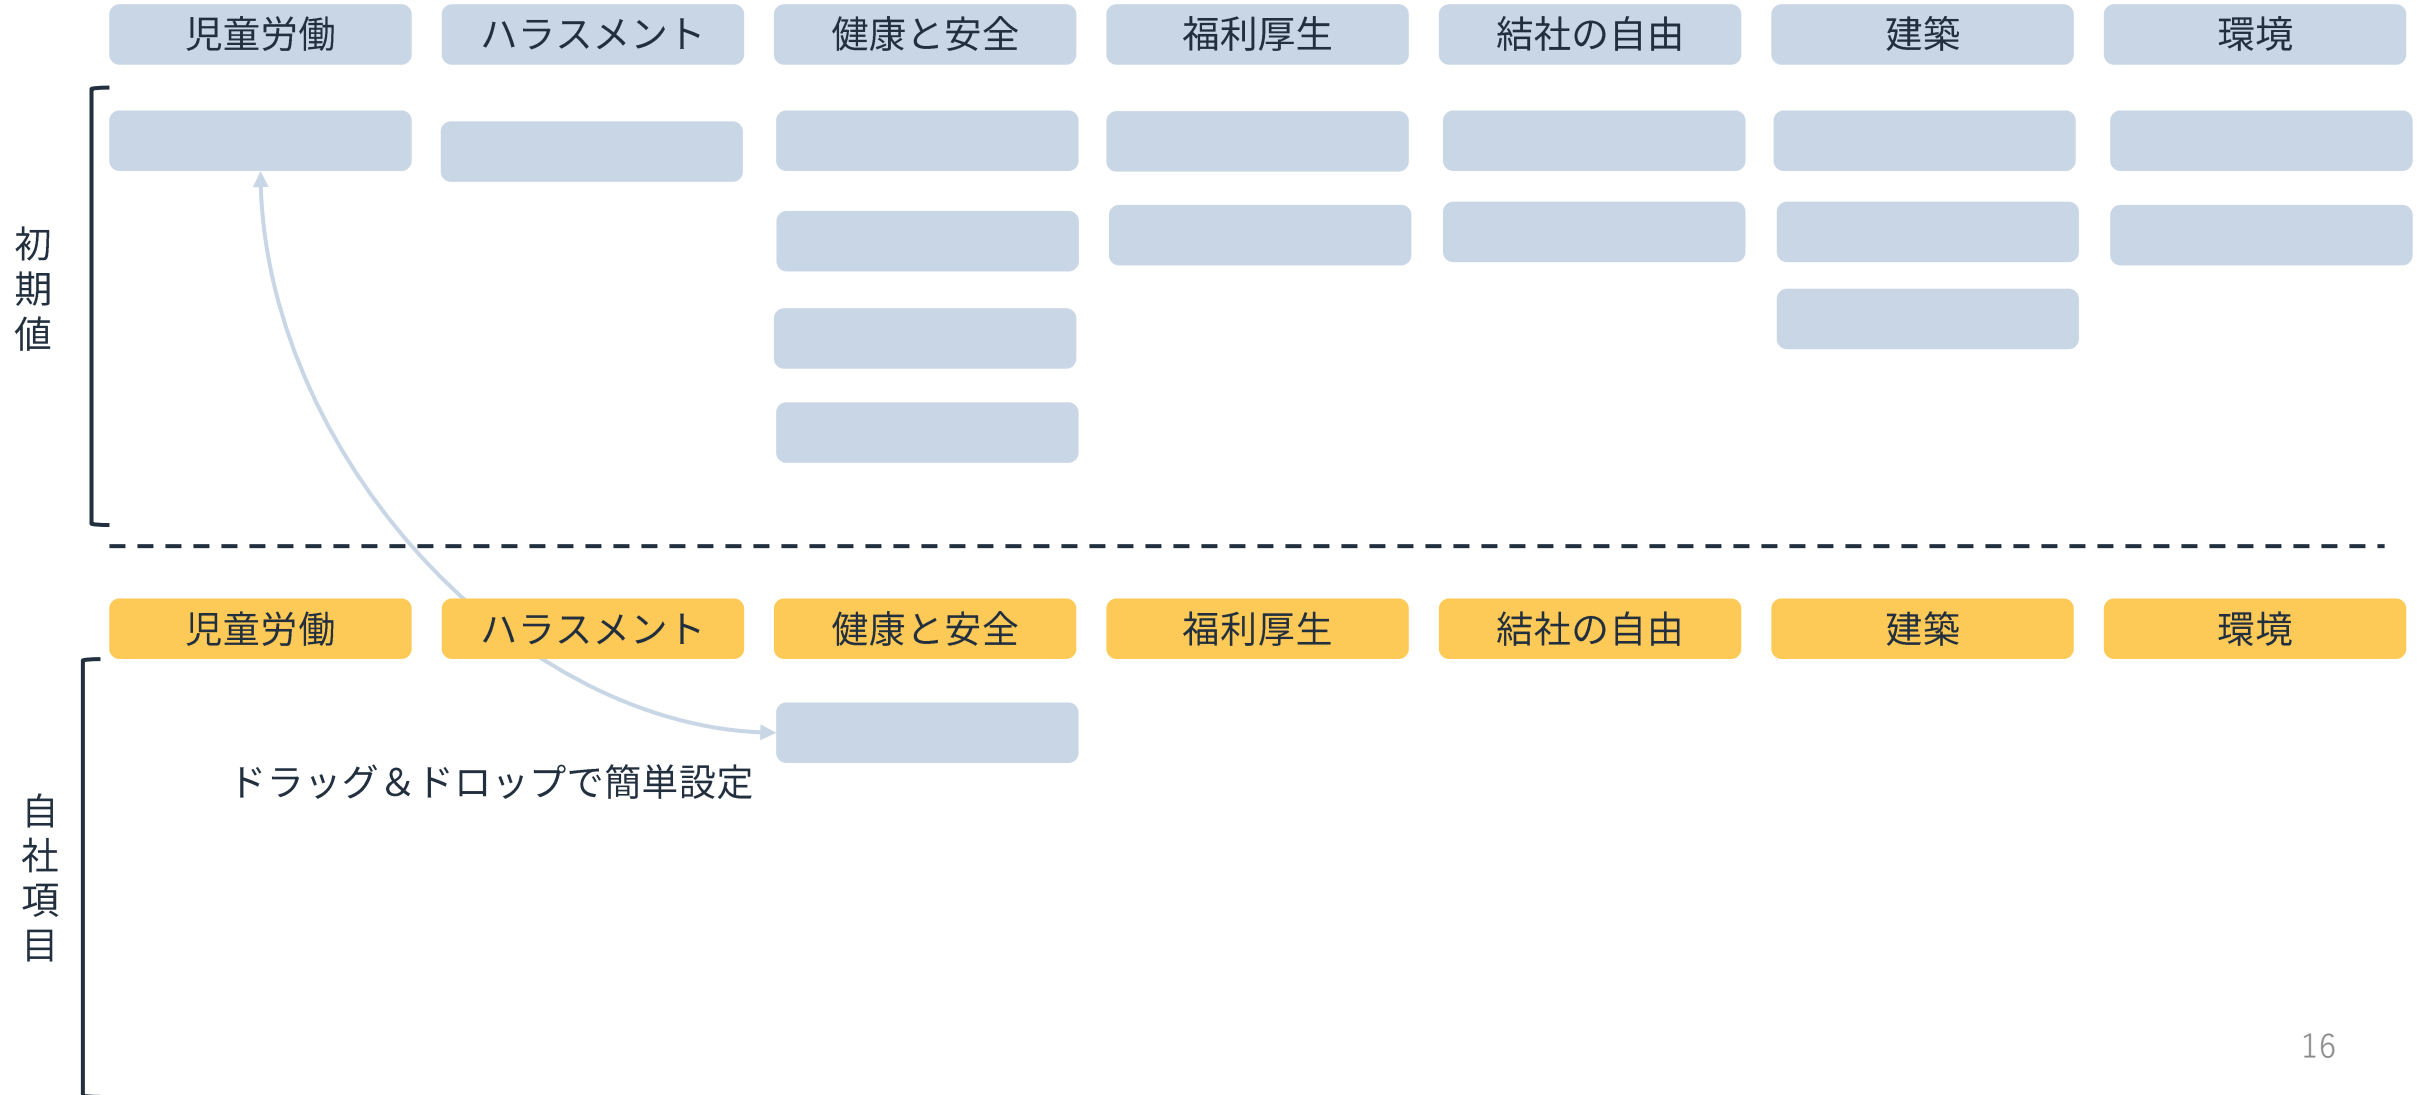 児童労働
ハラスメント
健康と安全
福利厚生
結社の自由
建築
環境
初期値
児童労働
ハラスメント
健康と安全
福利厚生
結社の自由
建築
環境
ドラッグ＆ドロップで簡単設定
自社項目
16